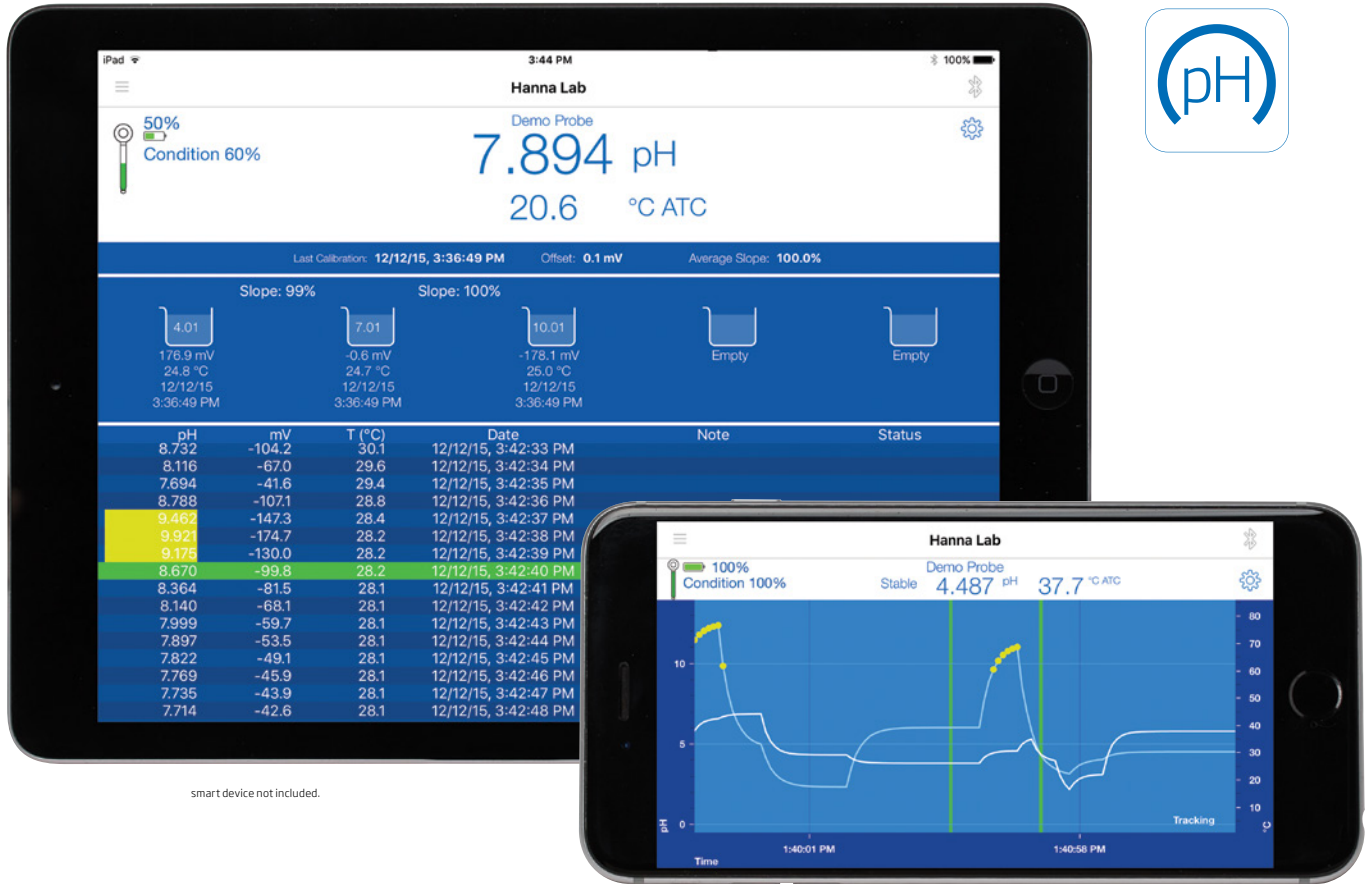 iPad 3:44 PM 100%
Hanna Lab
50%
Condition 60%
Demo Probe
7.894 pH
20.6 °C ATC
Last Calibration: 12/12/15, 3:36:49 PM Offset: 0.1 mV Average Slope: 100.0%
Slope: 99% Slope: 100%
4.01 7.01 10.01
176.9 mV -0.6 mV -178.1 mV Empty Empty
24.8 °C 24.7 °C 25.0 °C
12/12/15 12/12/15 12/12/15
3:36:49 PM 3:36:49 PM 3:36:49 PM
pH mV T (°C) Date Note Status
8.732 -104.2 30.1 12/12/15, 3:42:33 PM
8.116 -67.0 29.6 12/12/15, 3:42:34 PM
7.694 -41.6 29.4 12/12/15, 3:42:35 PM
8.788 -107.1 28.8 12/12/15, 3:42:36 PM
9.462 -147.3 28.4 12/12/15, 3:42:37 PM
9.921 -174.7 28.2 12/12/15, 3:42:38 PM
9.175 -130.0 28.2 12/12/15, 3:42:39 PM
8.670 -99.8 28.2 12/12/15, 3:42:40 PM
8.364 -81.5 28.1 12/12/15, 3:42:41 PM
8.140 -68.1 28.1 12/12/15, 3:42:42 PM
7.999 -59.7 28.1 12/12/15, 3:42:43 PM
7.897 -53.5 28.1 12/12/15, 3:42:44 PM
7.822 -49.1 28.1 12/12/15, 3:42:45 PM
7.769 -45.9 28.1 12/12/15, 3:42:46 PM
7.735 -43.9 28.1 12/12/15, 3:42:47 PM
7.714 -42.6 28.1 12/12/15, 3:42:48 PM
smart device not included.
pH
Hanna Lab
100%
Condition 100%
Demo Probe
Stable 4.487 pH 37.7 °C ATC
80
70
10 60
50
40
5 30
20
10
pH 0 Tracking °C
1:40:01 PM 1:40:58 PM
Time